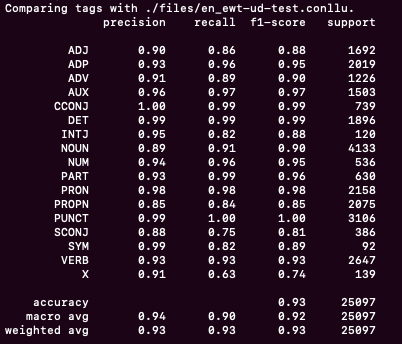 Comparing tags with ./files/en_ewt-ud-test.conllu.
precision recall f1-score support
ADJ 0.90 0.86 0.88 1692
ADP 0.93 0.96 0.95 2019
ADV 0.91 0.89 0.90 1226
AUX 0.96 0.97 0.97 1503
CCONJ 1.00 0.99 0.99 739
DET 0.99 0.99 0.99 1896
INTJ 0.95 0.82 0.88 120
NOUN 0.89 0.91 0.90 4133
NUM 0.94 0.96 0.95 536
PART 0.93 0.99 0.96 630
PRON 0.98 0.98 0.98 2158
PROPN 0.85 0.84 0.85 2075
PUNCT 0.99 1.00 1.00 3106
SCONJ 0.88 0.75 0.81 386
SYM 0.99 0.82 0.89 92
VERB 0.93 0.93 0.93 2647
X 0.91 0.63 0.74 139
accuracy 0.93 25097
macro avg 0.94 0.90 0.92 25097
weighted avg 0.93 0.93 0.93 25097